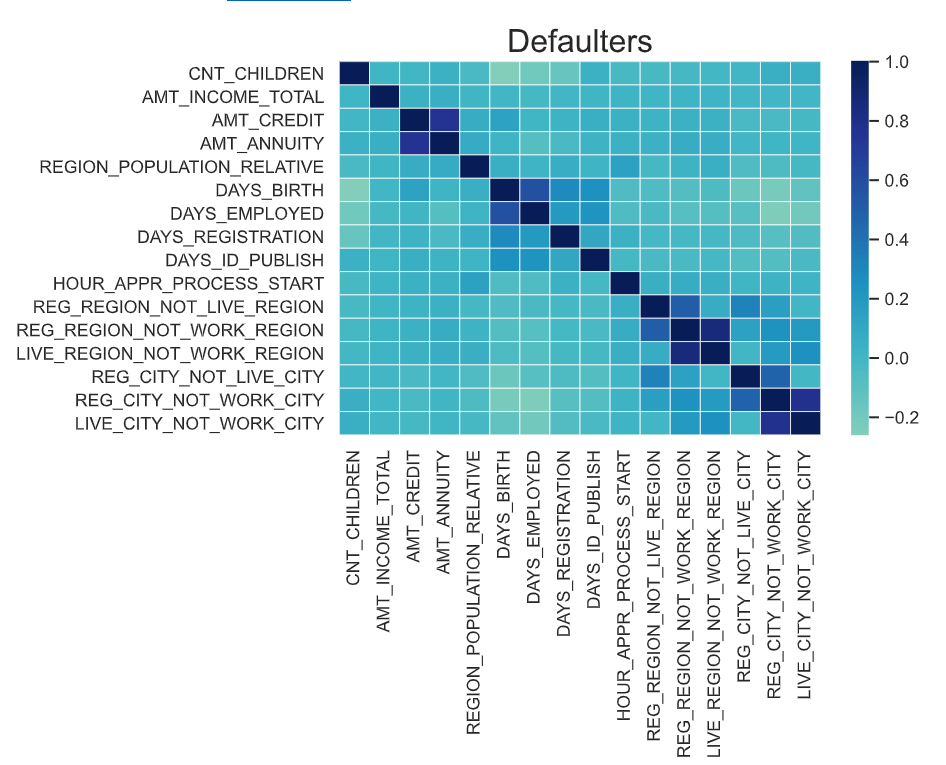 Defaulters
CNT_CHILDREN
AMT_INCOME_TOTAL
AMT_CREDIT
AMT_ANNUITY
REGION_POPULATION_RELATIVE
DAYS_BIRTH
DAYS_EMPLOYED
DAYS_REGISTRATION
DAYS_ID_PUBLISH
HOUR_APPR_PROCESS_START
REG_REGION_NOT_LIVE_REGION
REG_REGION_NOT_WORK_REGION
LIVE_REGION_NOT_WORK_REGION
REG_CITY_NOT_LIVE_CITY
REG_CITY_NOT_WORK_CITY
LIVE_CITY_NOT_WORK_CITY
CNT_CHILDREN
AMT_INCOME_TOTAL
AMT_CREDIT
AMT_ANNUITY
REGION_POPULATION_RELATIVE
DAYS_BIRTH
DAYS_EMPLOYED
DAYS_REGISTRATION
DAYS_ID_PUBLISH
HOUR_APPR_PROCESS_START
REG_REGION_NOT_LIVE_REGION
REG_REGION_NOT_WORK_REGION
LIVE_REGION_NOT_WORK_REGION
REG_CITY_NOT_LIVE_CITY
REG_CITY_NOT_WORK_CITY
LIVE_CITY_NOT_WORK_CITY
1.0
0.8
0.6
0.4
0.2
0.0
−0.2